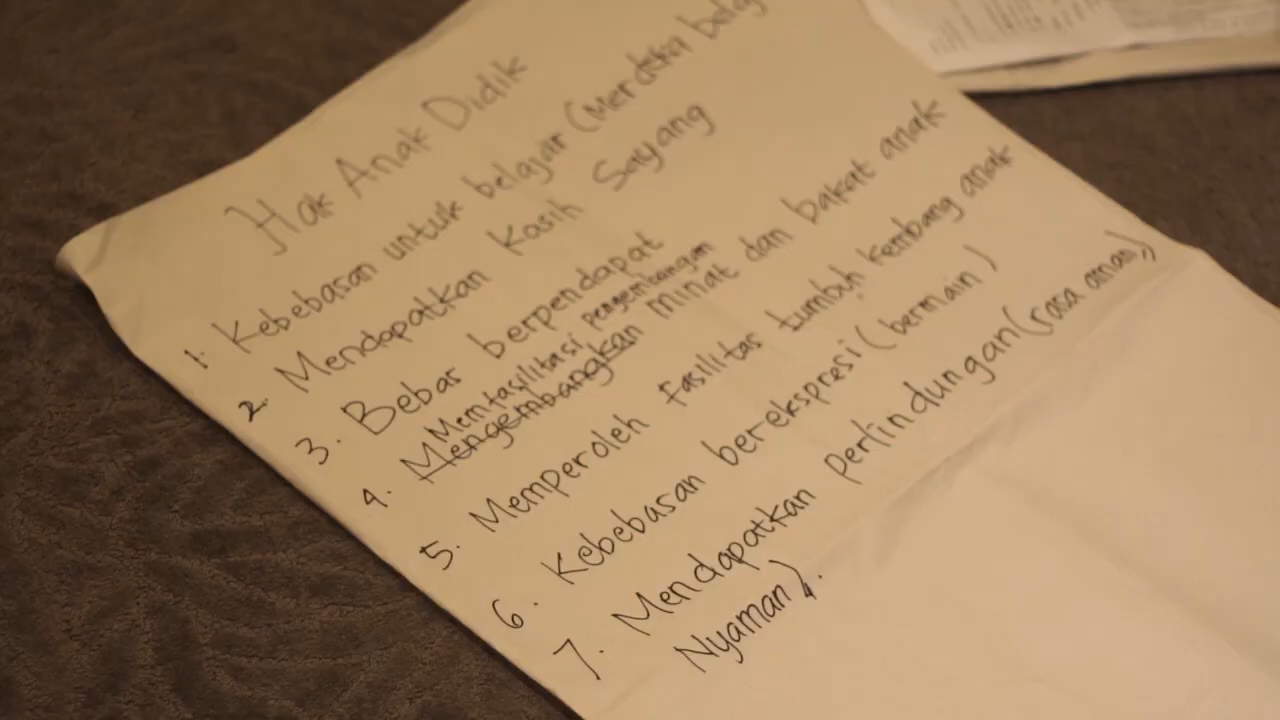 Hak Anak Didik
1. Kebebasan untuk belajar (Merdeka belaj
2. Mendapatkan Kasih Sayang
3. Bebas berpendapat
Memfasilitasi pengembangan
4. Mengembangkan minat dan bakat anak
5. Memperoleh fasilitas tumbuh kembang anak
6. Kebebasan berekspresi (bermain)
7. Mendapatkan perlindungan (rasa aman,
Nyaman).